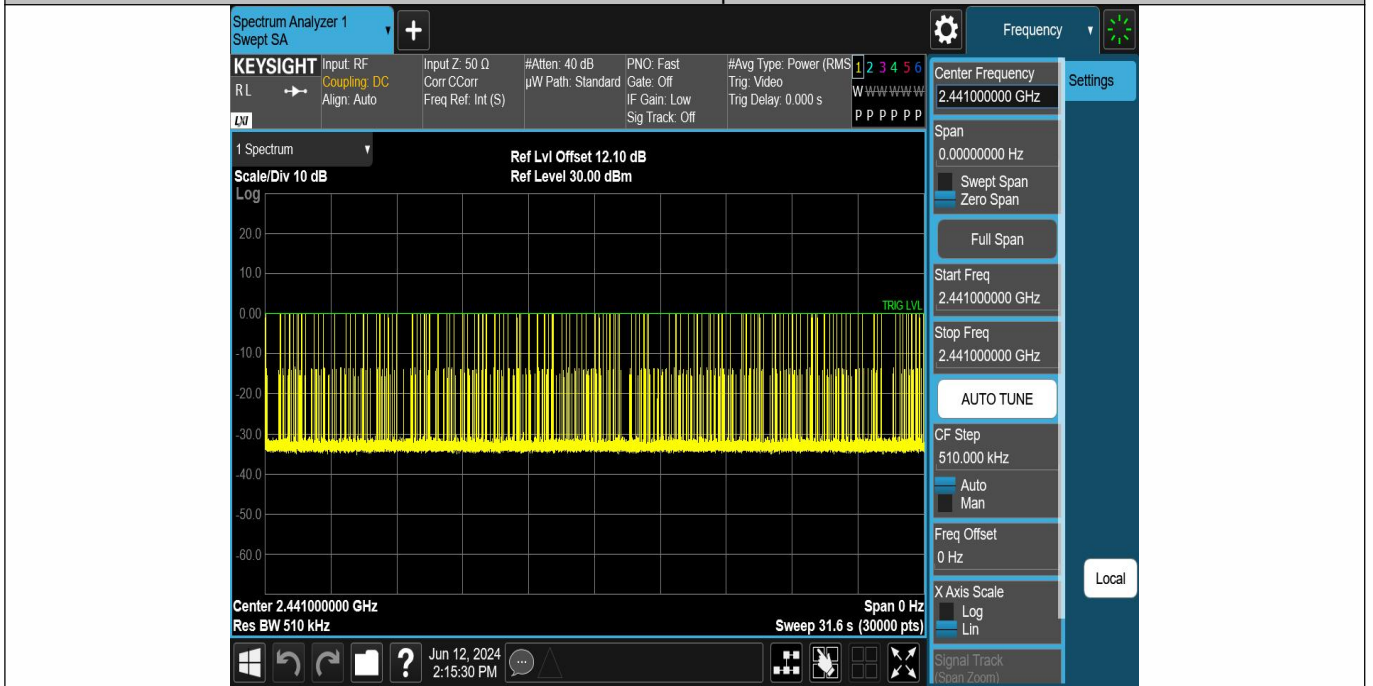 Spectrum Analyzer 1
Swept SA
+
Frequency
KEYSIGHT
RL
LXI
Input: RF
Coupling: DC
Align: Auto
Input Z: 50 Ω
Corr CCorr
Freq Ref: Int (S)
#Atten: 40 dB
µW Path: Standard
PNO: Fast
Gate: Off
IF Gain: Low
Sig Track: Off
#Avg Type: Power (RMS
Trig: Video
Trig Delay: 0.000 s
1 2 3 4 5 6
W W W W W W
P P P P P P
1 Spectrum
Scale/Div 10 dB
Ref Lvl Offset 12.10 dB
Ref Level 30.00 dBm
Log
20.0
10.0
0.00
TRIG LVL
-10.0
-20.0
-30.0
-40.0
-50.0
-60.0
Center 2.441000000 GHz
Res BW 510 kHz
Span 0 Hz
Sweep 31.6 s (30000 pts)
?
Jun 12, 2024
2:15:30 PM
Center Frequency
2.441000000 GHz
Settings
Span
0.00000000 Hz
Swept Span
Zero Span
Full Span
Start Freq
2.441000000 GHz
Stop Freq
2.441000000 GHz
AUTO TUNE
CF Step
510.000 kHz
Auto
Man
Freq Offset
0 Hz
Local
X Axis Scale
Log
Lin
Signal Track
(Span Zoom)